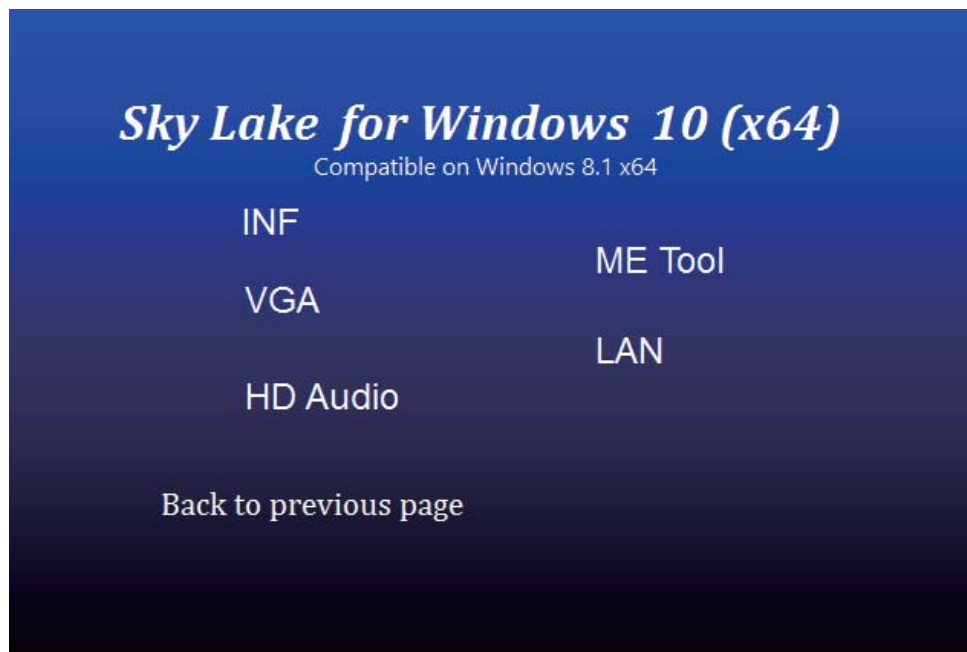 Sky Lake for Windows 10 (x64)
Compatible on Windows 8.1 x64
INF
ME Tool
VGA
LAN
HD Audio
Back to previous page